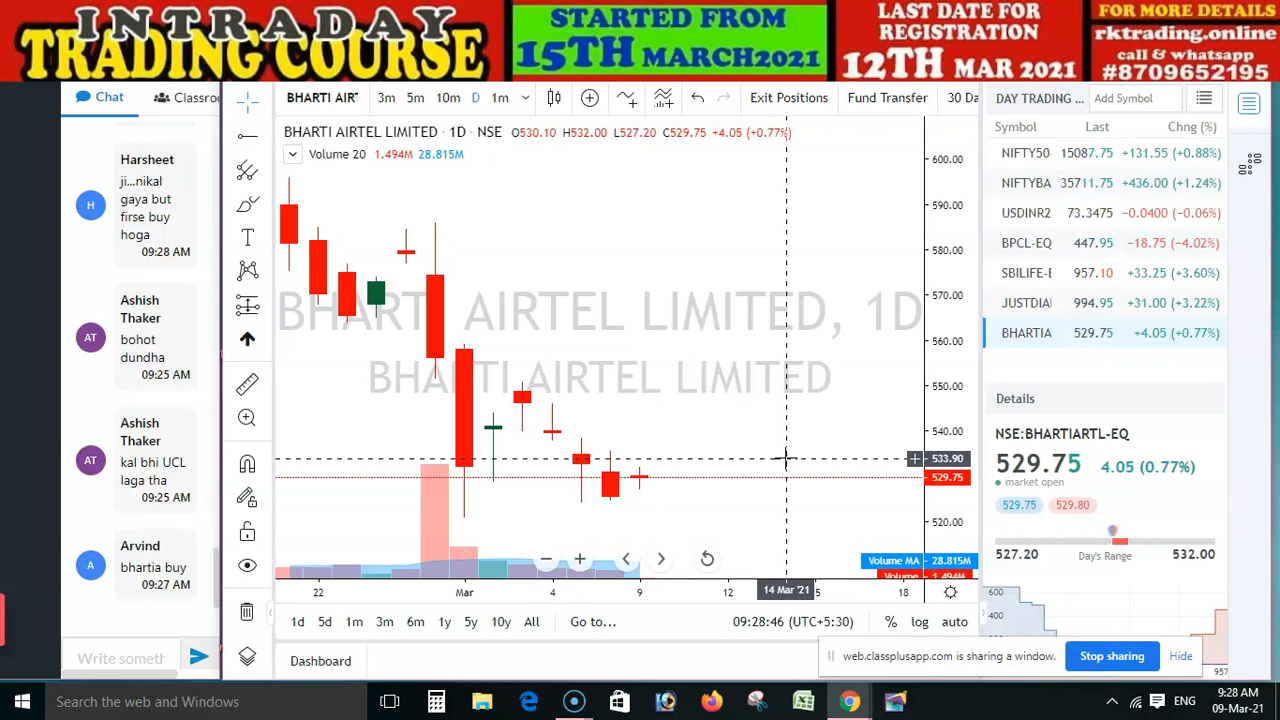 INTRADAY
TRADING COURSE
STARTED FROM
15TH MARCH2021
LAST DATE FOR
REGISTRATION
12TH MAR 2021
FOR MORE DETAILS
rktrading.online
call & whatsapp
#8709652195
Chat
Classroo
Harsheet
ji...nikal
gaya but
firse buy
hoga
09:28 AM
H
Ashish
Thaker
bohot
dundha
09:25 AM
AT
Ashish
Thaker
kal bhi UCL
laga tha
09:25 AM
AT
Arvind
bhartia buy
09:27 AM
A
Write someth
BHARTI AIRT
3m 5m 10m D 1m
Exit Positions
Fund Transfer
30 Da
BHARTI AIRTEL LIMITED · 1D · NSE O530.10 H532.00 L527.20 C529.75 +4.05 (+0.77%)
Volume 20 1.494M 28.815M
BHARTI AIRTEL LIMITED, 1D
BHARTI AIRTEL LIMITED
600.00
590.00
580.00
570.00
560.00
550.00
540.00
533.90
529.75
520.00
Volume MA 28.815M
Volume 1.494M
22 Mar 4 9 12 14 Mar '21 5 18
1d 5d 1m 3m 6m 1y 5y 10y All Go to... 09:28:46 (UTC+5:30) % log auto
Dashboard
DAY TRADING ...
Add Symbol
Symbol Last Chng (%)
NIFTY50 15087.75 +131.55 (+0.88%)
NIFTYBA 35711.75 +436.00 (+1.24%)
USDINR2 73.3475 −0.0400 (−0.06%)
BPCL-EQ 447.95 −18.75 (−4.02%)
SBILIFE-E 957.10 +33.25 (+3.60%)
JUSTDIA 994.95 +31.00 (+3.22%)
BHARTIA 529.75 +4.05 (+0.77%)
Details
NSE:BHARTIARTL-EQ
529.75 4.05 (0.77%)
market open
529.75 529.80
527.20 Day's Range 532.00
600
400
957
web.classplusapp.com is sharing a window.
Stop sharing
Hide
Search the web and Windows
ENG
9:28 AM
09-Mar-21